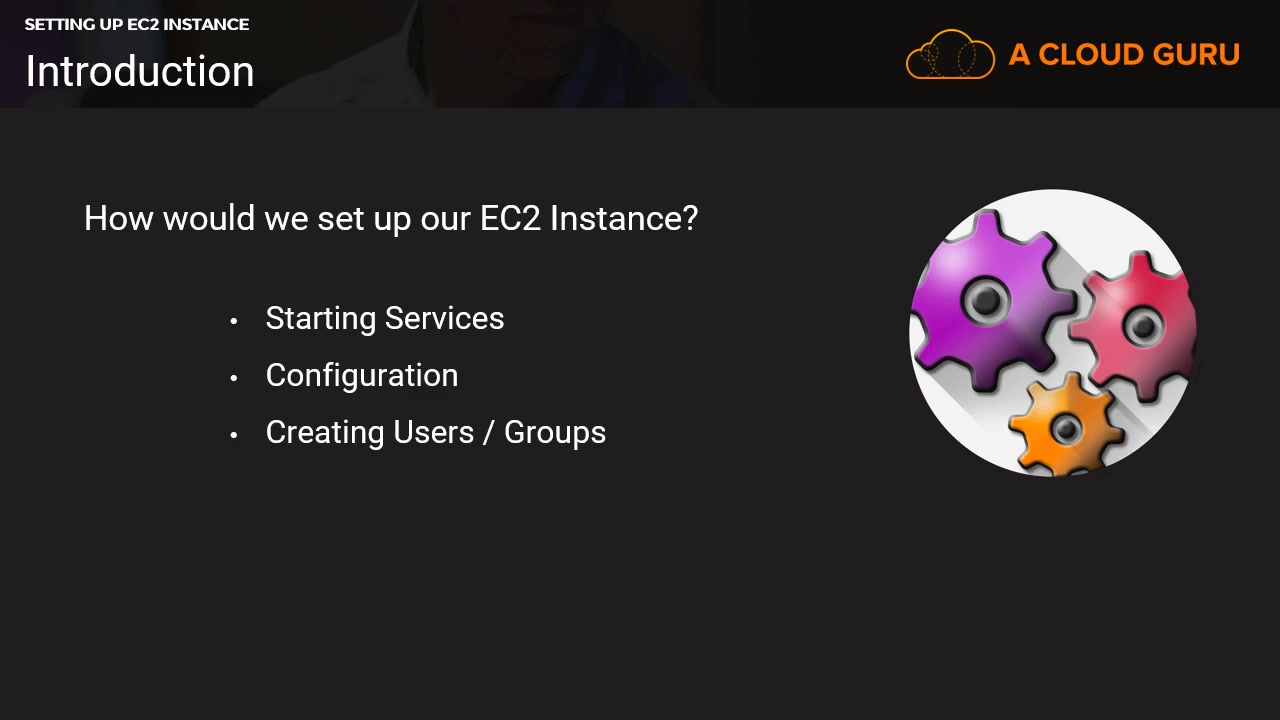 SETTING UP EC2 INSTANCE
Introduction
A CLOUD GURU
How would we set up our EC2 Instance?
• Starting Services
• Configuration
• Creating Users / Groups